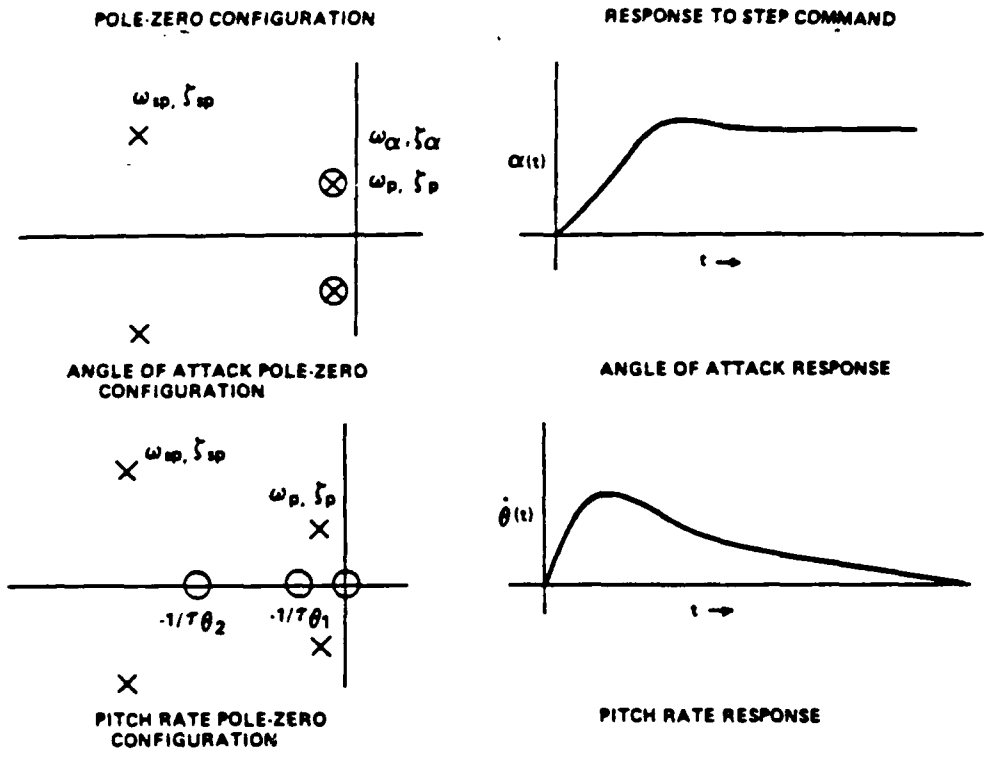 POLE-ZERO CONFIGURATION
RESPONSE TO STEP COMMAND
ωsp, ζsp
ωα, ζα
ωp, ζp
α(t)
t →
ANGLE OF ATTACK POLE-ZERO
CONFIGURATION
ANGLE OF ATTACK RESPONSE
ωsp, ζsp
ωp, ζp
θ̇(t)
-1/τθ2
-1/τθ1
t →
PITCH RATE POLE-ZERO
CONFIGURATION
PITCH RATE RESPONSE